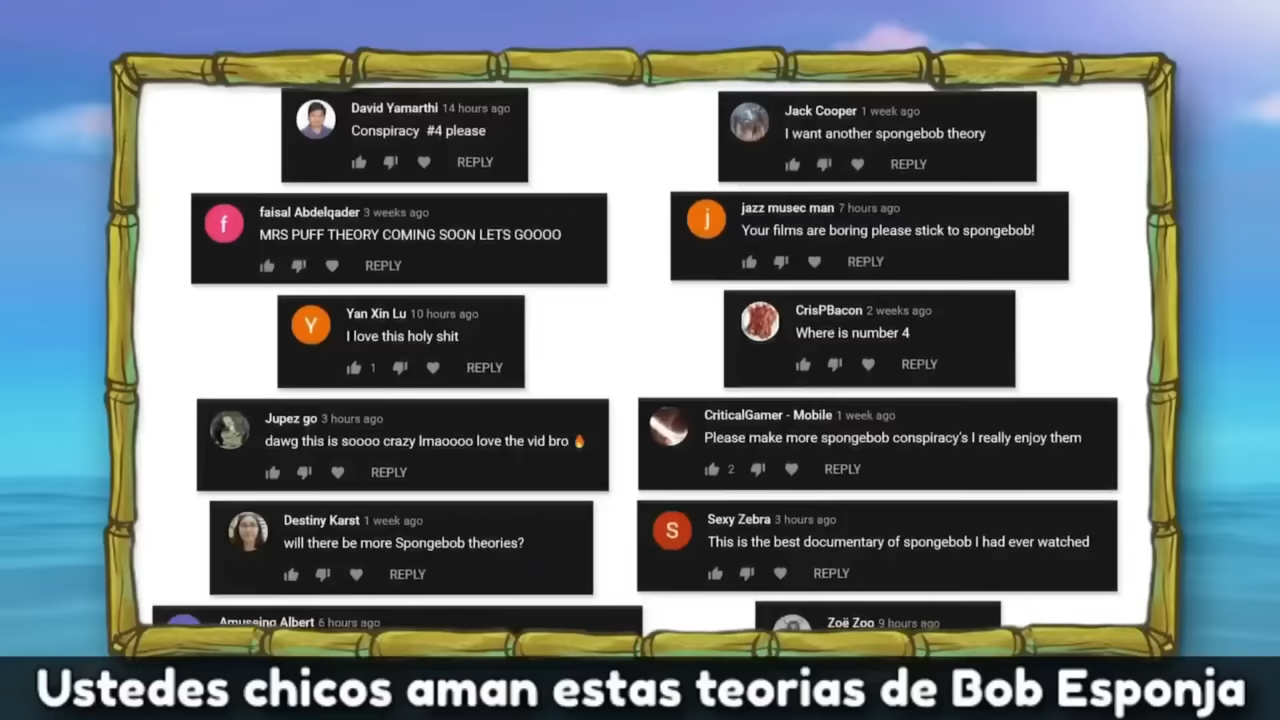 David Yamarthi 14 hours ago
Conspiracy #4 please
REPLY
faisal Abdelqader 3 weeks ago
f
MRS PUFF THEORY COMING SOON LETS GOOOO
REPLY
Yan Xin Lu 10 hours ago
Y
I love this holy shit
1 REPLY
Jupez go 3 hours ago
dawg this is soooo crazy lmaoooo love the vid bro 🔥
REPLY
Destiny Karst 1 week ago
will there be more Spongebob theories?
REPLY
Amuseing Albert 6 hours ago
Jack Cooper 1 week ago
I want another spongebob theory
REPLY
jazz musec man 7 hours ago
j
Your films are boring please stick to spongebob!
REPLY
CrisPBacon 2 weeks ago
Where is number 4
REPLY
CriticalGamer - Mobile 1 week ago
Please make more spongebob conspiracy's I really enjoy them
2 REPLY
Sexy Zebra 3 hours ago
S
This is the best documentary of spongebob I had ever watched
REPLY
Zoë Zoo 9 hours ago
Ustedes chicos aman estas teorias de Bob Esponja